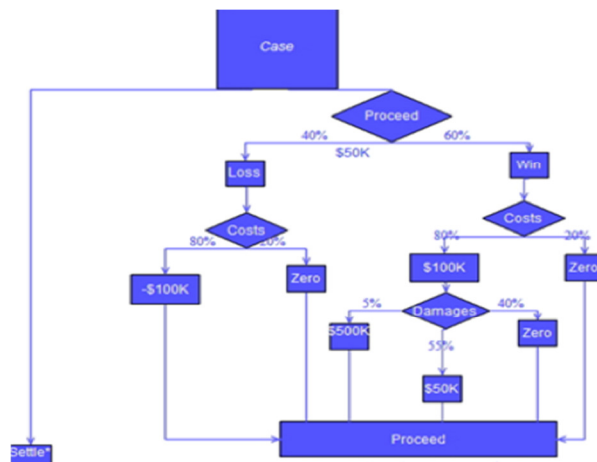 Case
Proceed
40% 60%
$50K
Loss
Win
Costs
Costs
80% 20%
80% 20%
-$100K
Zero
$100K
Zero
5% Damages 40%
$500K
Zero
55%
$50K
Proceed
Settle"